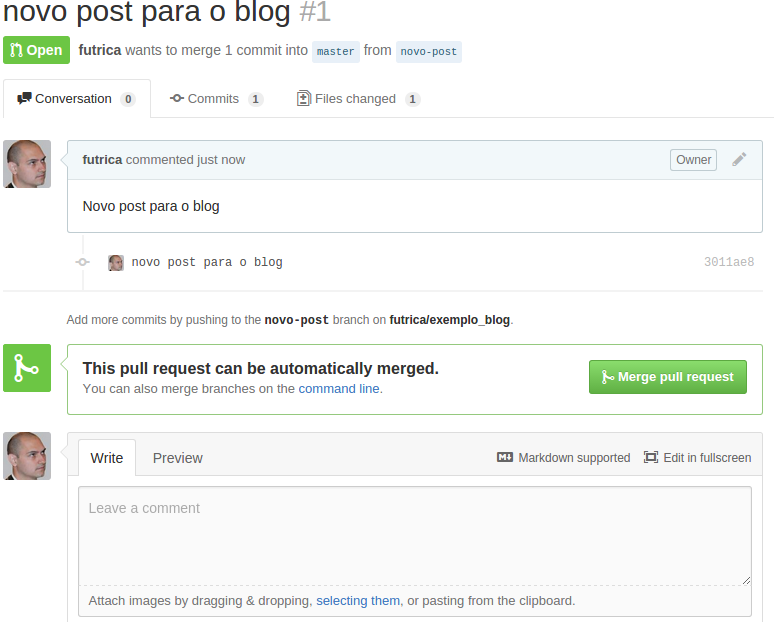 novo post para o blog #1
Open futrica wants to merge 1 commit into master from novo-post
Conversation 0 Commits 1 Files changed 1
futrica commented just now Owner
Novo post para o blog
novo post para o blog 3011ae8
Add more commits by pushing to the novo-post branch on futrica/exemplo_blog.
This pull request can be automatically merged.
You can also merge branches on the command line.
Merge pull request
Write Preview Markdown supported Edit in fullscreen
Leave a comment
Attach images by dragging & dropping, selecting them, or pasting from the clipboard.